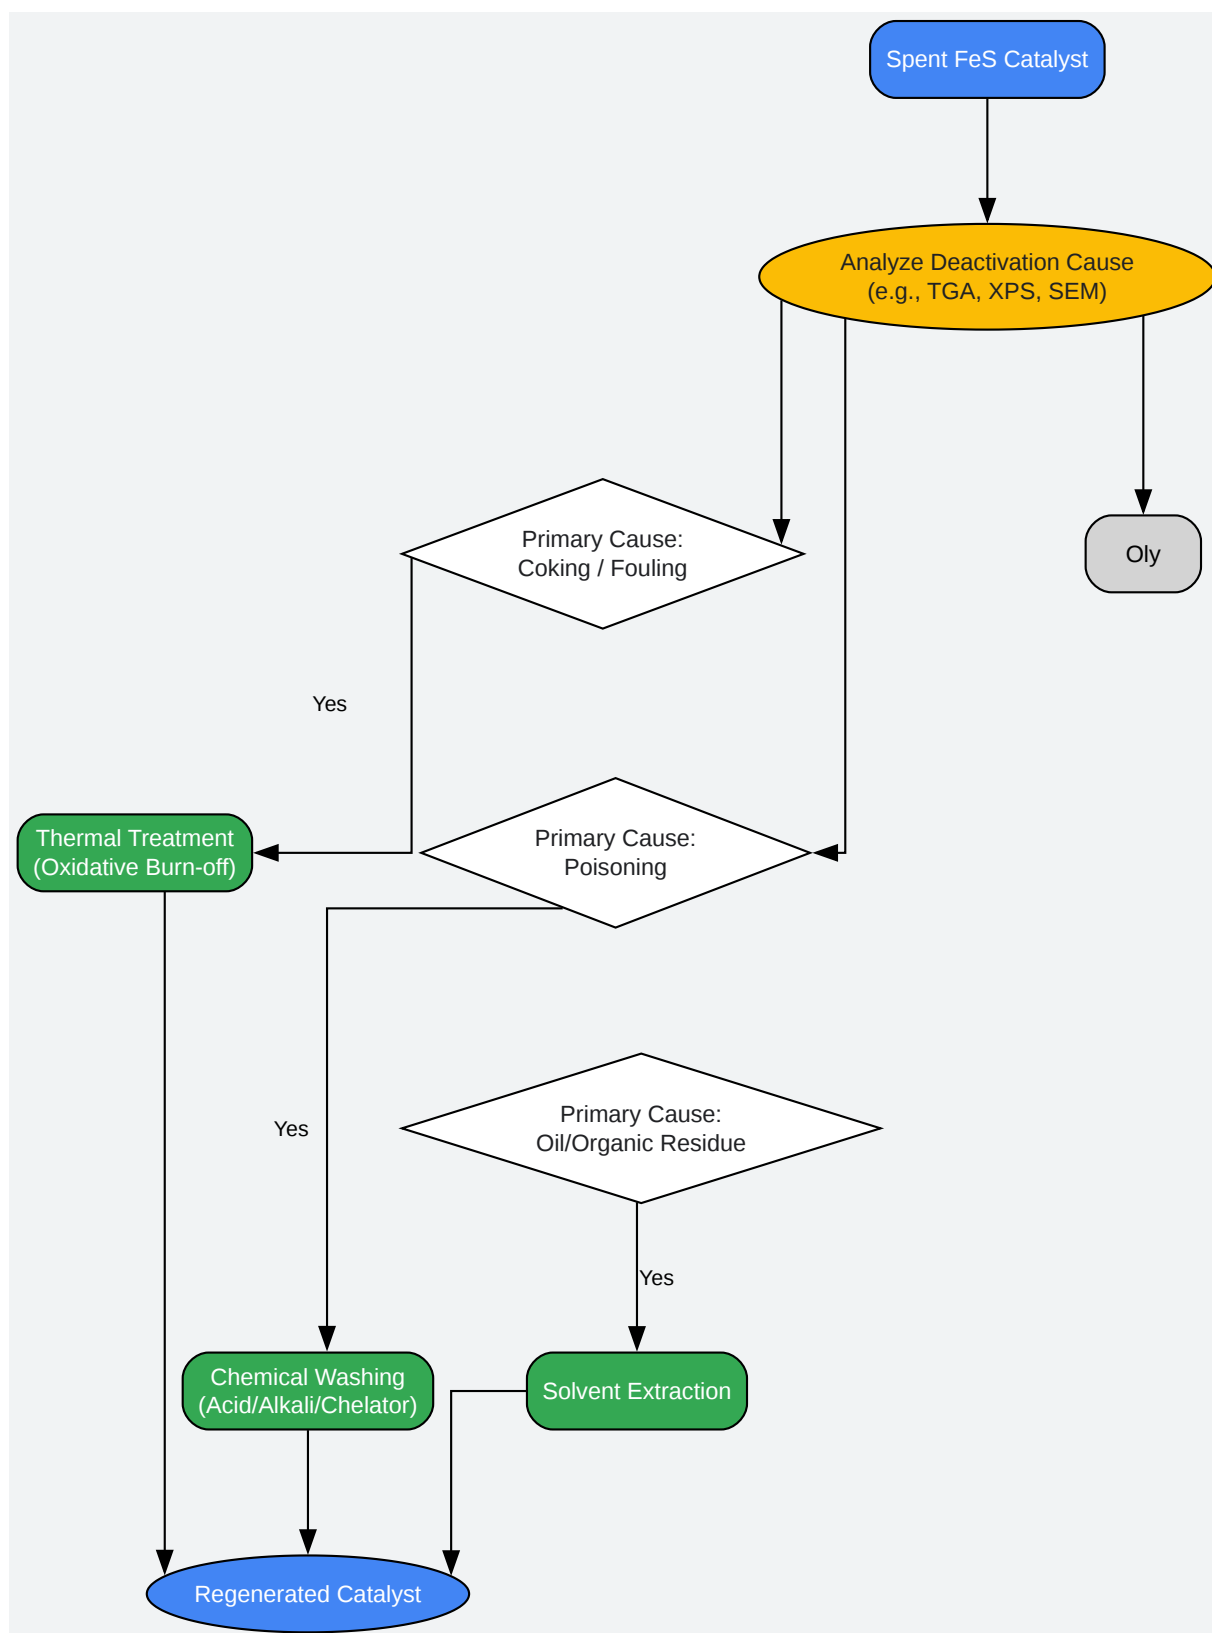 Spent FeS Catalyst
Analyze Deactivation Cause
(e.g., TGA, XPS, SEM)
Primary Cause:
Coking / Fouling
Oly
Yes
Thermal Treatment
(Oxidative Burn-off)
Primary Cause:
Poisoning
Primary Cause:
Oil/Organic Residue
Yes
Yes
Chemical Washing
(Acid/Alkali/Chelator)
Solvent Extraction
Regenerated Catalyst